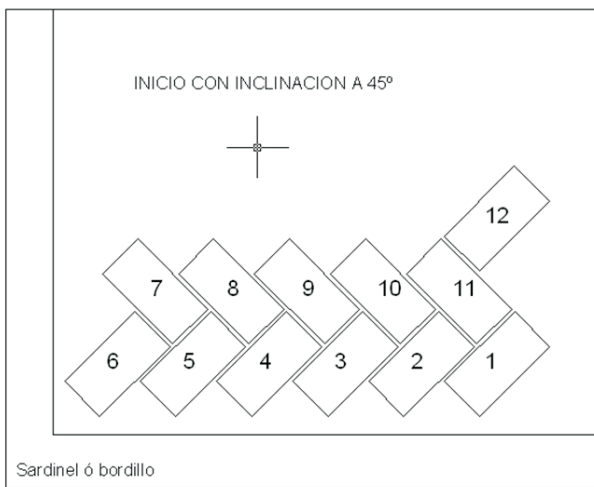 INICIO CON INCLINACION A 45º
12
7 8 9 10 11
6 5 4 3 2 1
Sardinel ó bordillo